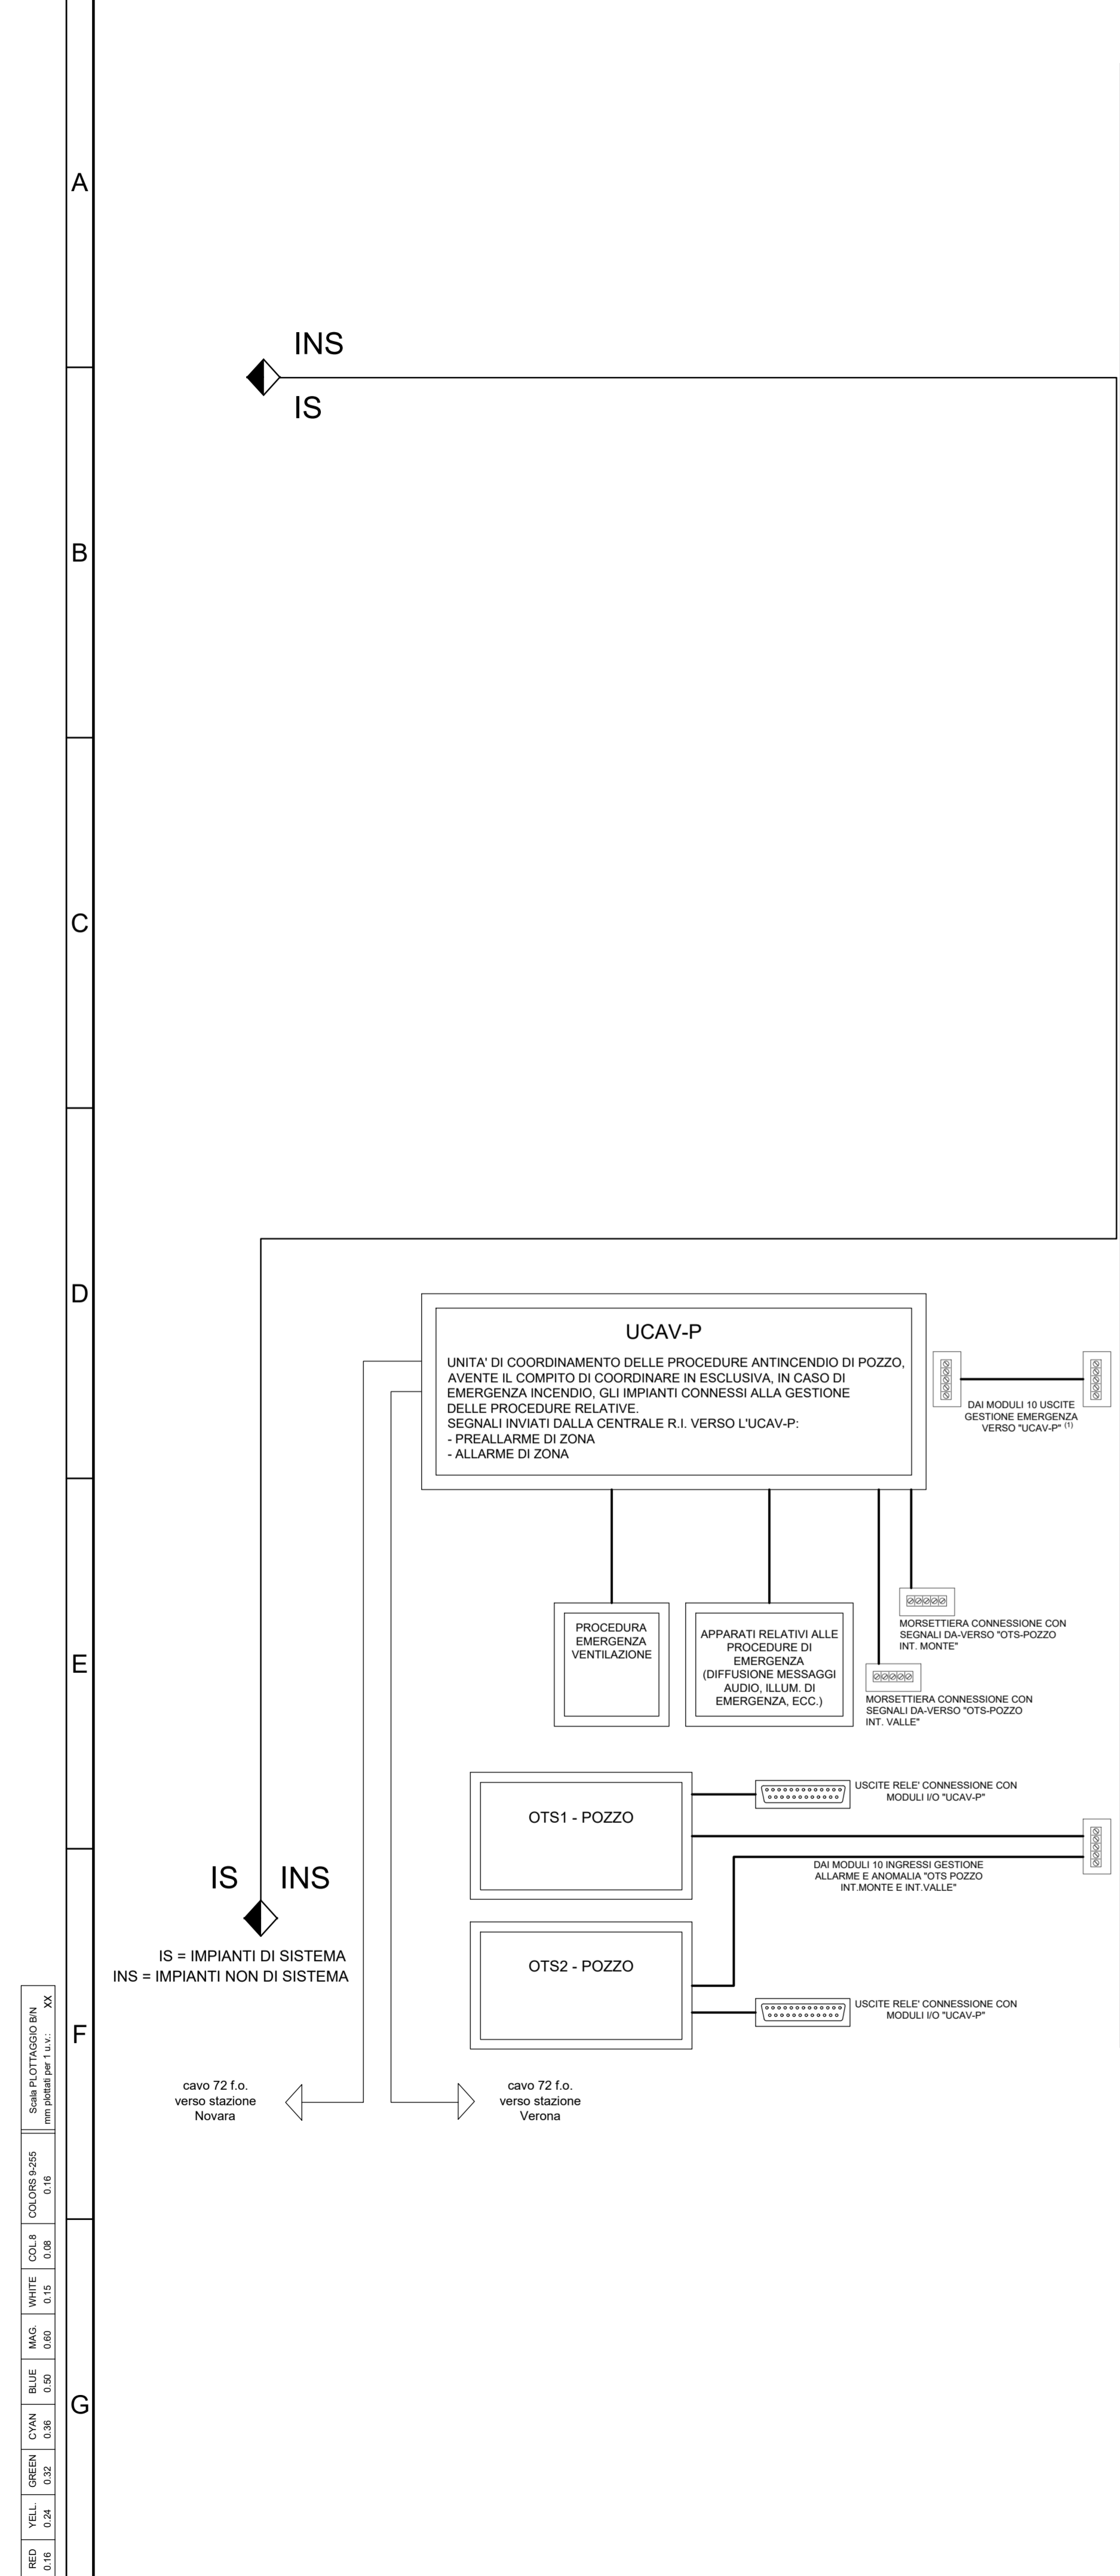 A
INS
IS
B
C
D
UCAV-P
UNITA' DI COORDINAMENTO DELLE PROCEDURE ANTINCENDIO DI POZZO,
AVENTE IL COMPITO DI COORDINARE IN ESCLUSIVA, IN CASO DI
EMERGENZA INCENDIO, GLI IMPIANTI CONNESSI ALLA GESTIONE
DELLE PROCEDURE RELATIVE.
SEGNALI INVIATI DALLA CENTRALE R.I. VERSO L'UCAV-P:
- PREALLARME DI ZONA
- ALLARME DI ZONA
DAI MODULI 10 USCITE
GESTIONE EMERGENZA
VERSO "UCAV-P" (1)
E
PROCEDURA
EMERGENZA
VENTILAZIONE
APPARATI RELATIVI ALLE
PROCEDURE DI
EMERGENZA
(DIFFUSIONE MESSAGGI
AUDIO, ILLUM. DI
EMERGENZA, ECC.)
MORSETTIERA CONNESSIONE CON
SEGNALI DA-VERSO "OTS-POZZO
INT. MONTE"
MORSETTIERA CONNESSIONE CON
SEGNALI DA-VERSO "OTS-POZZO
INT. VALLE"
OTS1 - POZZO
USCITE RELE' CONNESSIONE CON
MODULI I/O "UCAV-P"
DAI MODULI 10 INGRESSI GESTIONE
ALLARME E ANOMALIA "OTS POZZO
INT.MONTE E INT.VALLE"
IS INS
IS = IMPIANTI DI SISTEMA
INS = IMPIANTI NON DI SISTEMA
OTS2 - POZZO
USCITE RELE' CONNESSIONE CON
MODULI I/O "UCAV-P"
F
cavo 72 f.o.
verso stazione
Novara
cavo 72 f.o.
verso stazione
Verona
G
Scala PLOTTAGGIO B/N
mm plottati per 1 u.v.: XX
COLORS 9-255
0.16
COL.8
0.08
WHITE
0.15
MAG.
0.60
BLUE
0.50
CYAN
0.36
GREEN
0.32
YELL.
0.24
RED
0.16